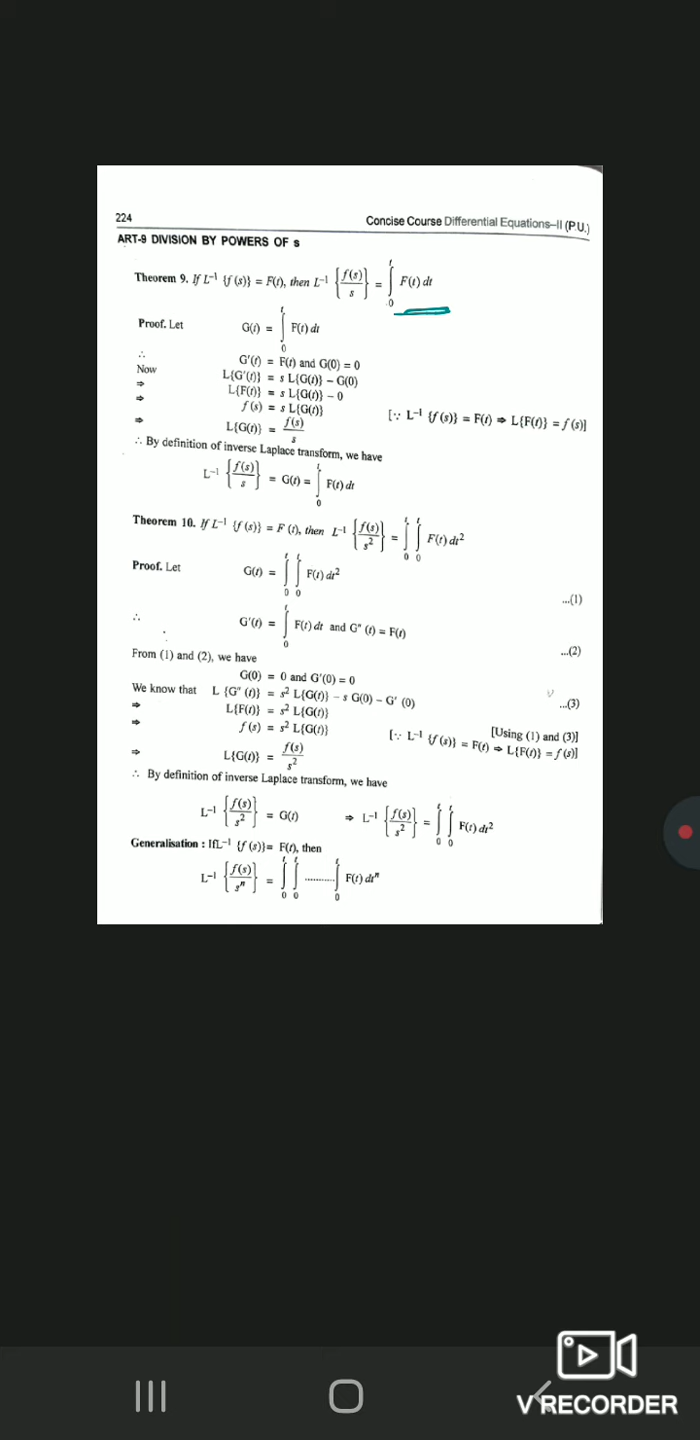 224 Concise Course Differential Equations–II (P.U.)
ART-9 DIVISION BY POWERS OF s
Theorem 9. If L⁻¹ {f (s)} = F(t), then L⁻¹ {f(s)/s} = ∫₀ᵗ F(t) dt
Proof. Let G(t) = ∫₀ᵗ F(t) dt
∴ G′(t) = F(t) and G(0) = 0
Now L{G′(t)} = s L{G(t)} – G(0)
⇒ L{F(t)} = s L{G(t)} – 0
⇒ f (s) = s L{G(t)} [∵ L⁻¹ {f (s)} = F(t) ⇒ L{F(t)} = f (s)]
⇒ L{G(t)} = f(s)/s
∴ By definition of inverse Laplace transform, we have
L⁻¹ {f(s)/s} = G(t) = ∫₀ᵗ F(t) dt
Theorem 10. If L⁻¹ {f (s)} = F (t), then L⁻¹ {f(s)/s²} = ∫₀ᵗ ∫₀ᵗ F(t) dt²
Proof. Let G(t) = ∫₀ᵗ ∫₀ᵗ F(t) dt² ...(1)
∴ G′(t) = ∫₀ᵗ F(t) dt and G″ (t) = F(t) ...(2)
From (1) and (2), we have
G(0) = 0 and G′(0) = 0 ...(3)
We know that L {G″ (t)} = s² L{G(t)} – s G(0) – G′ (0)
⇒ L{F(t)} = s² L{G(t)} [Using (1) and (3)]
⇒ f (s) = s² L{G(t)} [∵ L⁻¹ {f (s)} = F(t) ⇒ L{F(t)} = f (s)]
⇒ L{G(t)} = f(s)/s²
∴ By definition of inverse Laplace transform, we have
L⁻¹ {f(s)/s²} = G(t) ⇒ L⁻¹ {f(s)/s²} = ∫₀ᵗ ∫₀ᵗ F(t) dt²
Generalisation : IfL⁻¹ {f (s)}= F(t), then
L⁻¹ {f(s)/sⁿ} = ∫₀ᵗ ∫₀ᵗ .......... ∫₀ᵗ F(t) dtⁿ
V RECORDER